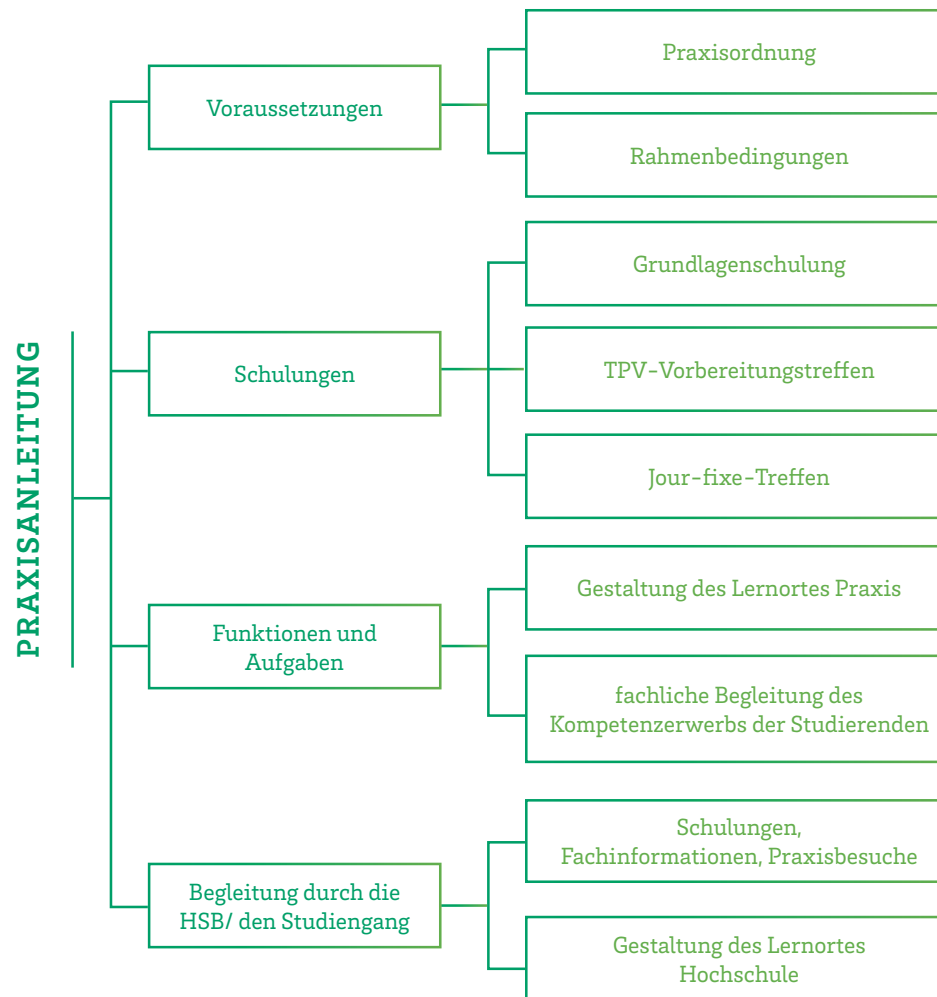 PRAXISANLEITUNG
Voraussetzungen
Praxisordnung
Rahmenbedingungen
Schulungen
Grundlagenschulung
TPV-Vorbereitungstreffen
Jour-fixe-Treffen
Funktionen und
Aufgaben
Gestaltung des Lernortes Praxis
fachliche Begleitung des
Kompetenzerwerbs der Studierenden
Begleitung durch die
HSB/ den Studiengang
Schulungen,
Fachinformationen, Praxisbesuche
Gestaltung des Lernortes
Hochschule